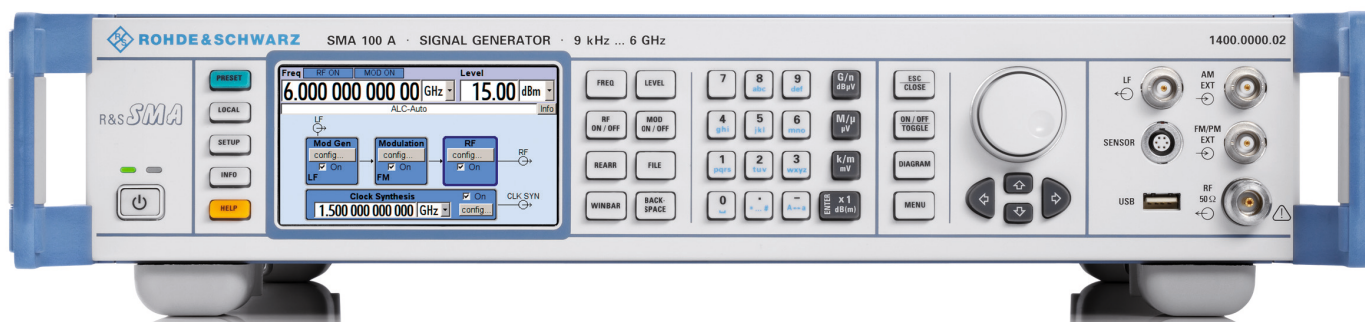 ROHDE&SCHWARZ SMA 100 A · SIGNAL GENERATOR · 9 kHz ... 6 GHz
1400.0000.02
R&S SMA
PRESET
LOCAL
SETUP
INFO
HELP
Freq RF ON MOD ON Level
6.000 000 000 00 GHz 15.00 dBm
ALC-Auto Info
LF
Mod Gen Modulation RF
config... config... config...
On On On
LF FM
RF
Clock Synthesis On CLK SYN
1.500 000 000 000 GHz config...
FREQ LEVEL
RF ON / OFF MOD ON / OFF
REARR FILE
WINBAR BACK-SPACE
7 8 abc 9 def G/n dBµV
4 ghi 5 jkl 6 mno M/µ µV
1 pqrs 2 tuv 3 wxyz k/m mV
0 . * ... # - A↔a ENTER x 1 dB(m)
ESC CLOSE
ON / OFF TOGGLE
DIAGRAM
MENU
LF AM EXT
SENSOR FM/PM EXT
USB RF 50 Ω